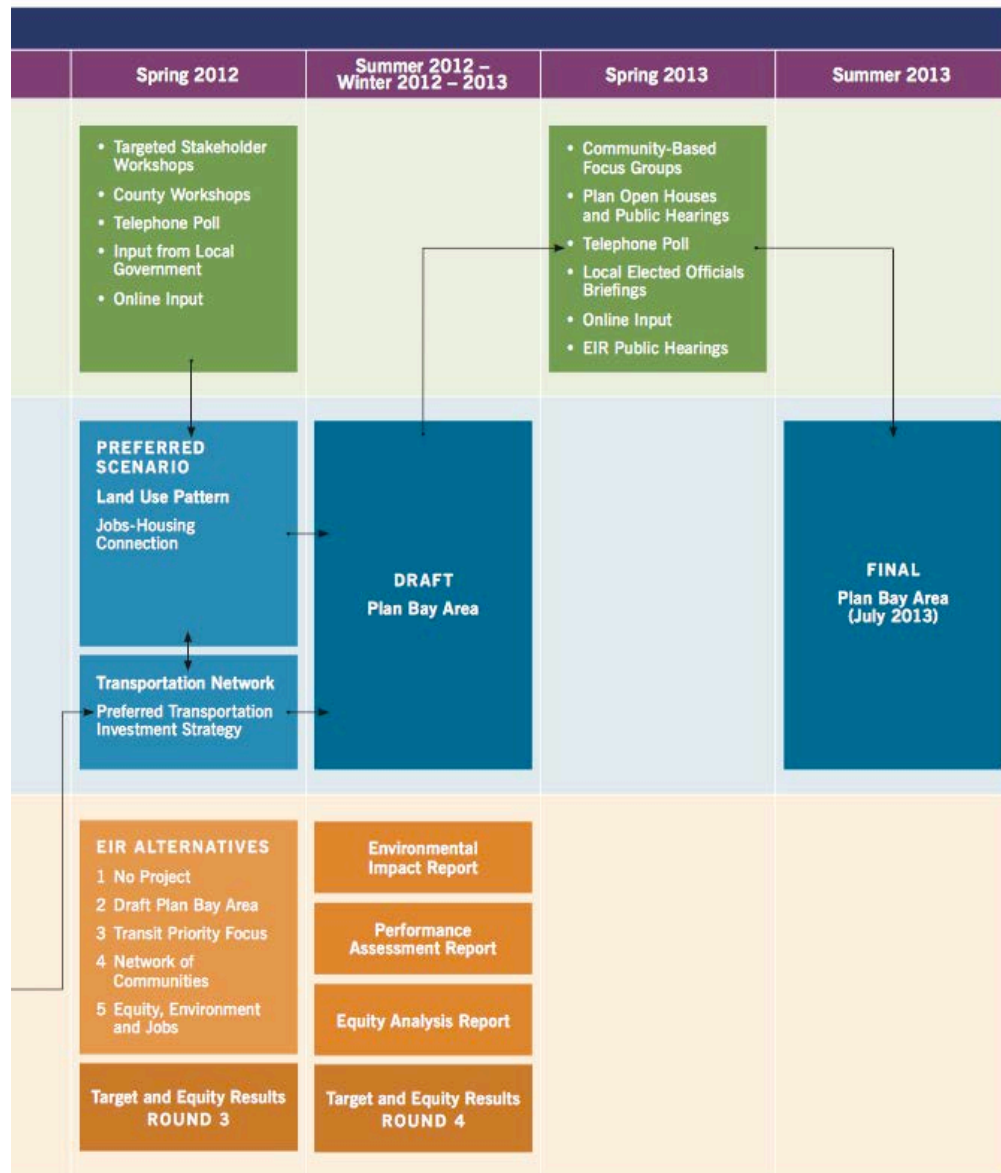 Spring 2012
Summer 2012 –
Winter 2012 – 2013
Spring 2013
Summer 2013
• Targeted Stakeholder
Workshops
• County Workshops
• Telephone Poll
• Input from Local
Government
• Online Input
• Community-Based
Focus Groups
• Plan Open Houses
and Public Hearings
• Telephone Poll
• Local Elected Officials
Briefings
• Online Input
• EIR Public Hearings
PREFERRED
SCENARIO
Land Use Pattern
Jobs-Housing
Connection
Transportation Network
Preferred Transportation
Investment Strategy
DRAFT
Plan Bay Area
FINAL
Plan Bay Area
(July 2013)
EIR ALTERNATIVES
1 No Project
2 Draft Plan Bay Area
3 Transit Priority Focus
4 Network of
Communities
5 Equity, Environment
and Jobs
Target and Equity Results
ROUND 3
Environmental
Impact Report
Performance
Assessment Report
Equity Analysis Report
Target and Equity Results
ROUND 4